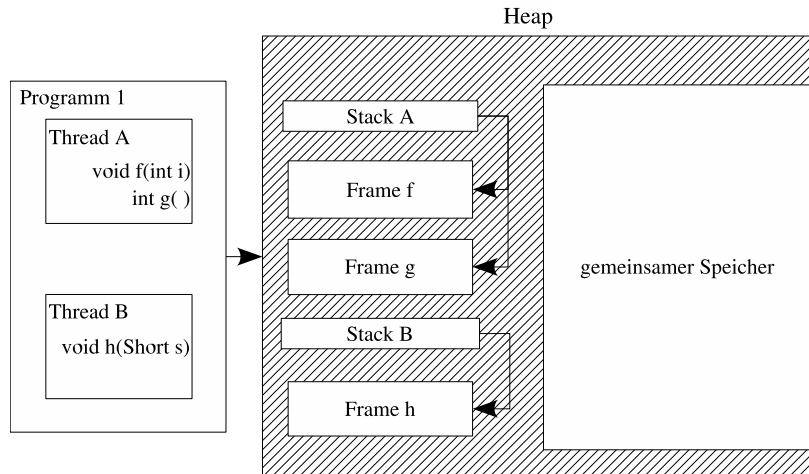 Heap
Programm 1
Thread A
void f(int i)
int g( )
Thread B
void h(Short s)
Stack A
Frame f
Frame g
Stack B
Frame h
gemeinsamer Speicher